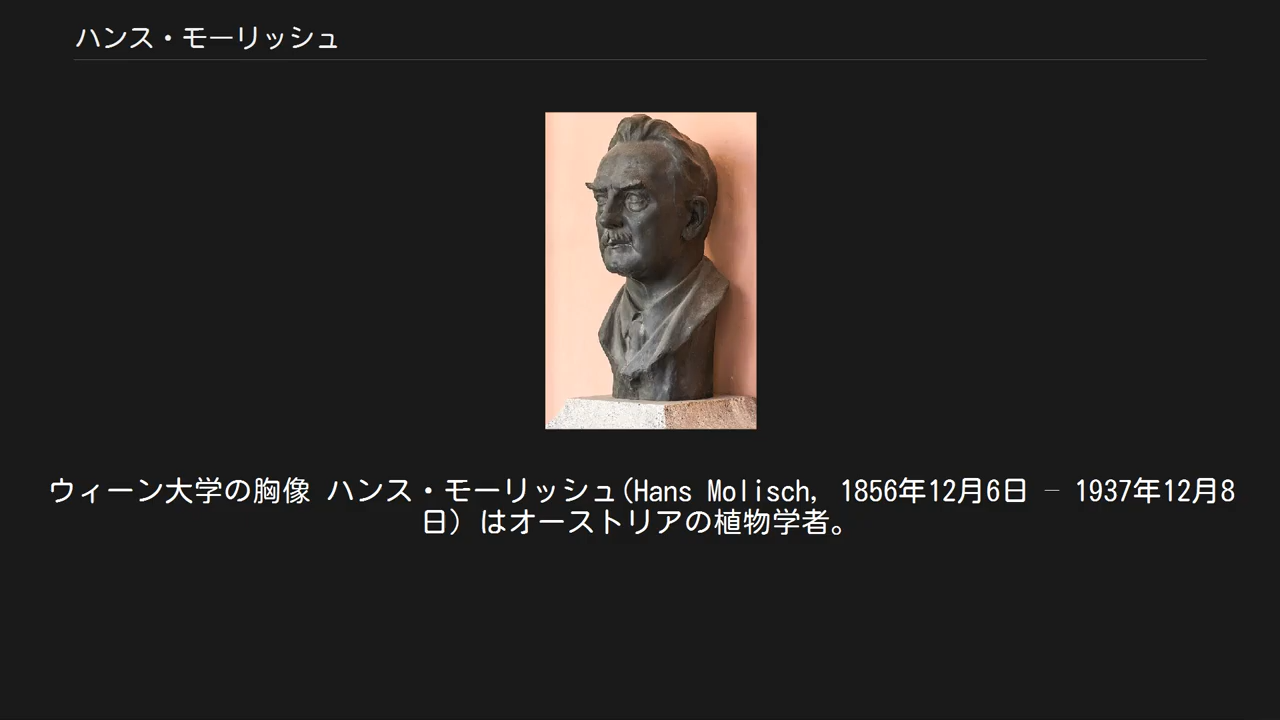 ハンス・モーリッシュ
ウィーン大学の胸像 ハンス・モーリッシュ(Hans Molisch, 1856年12月6日 – 1937年12月8
日）はオーストリアの植物学者。